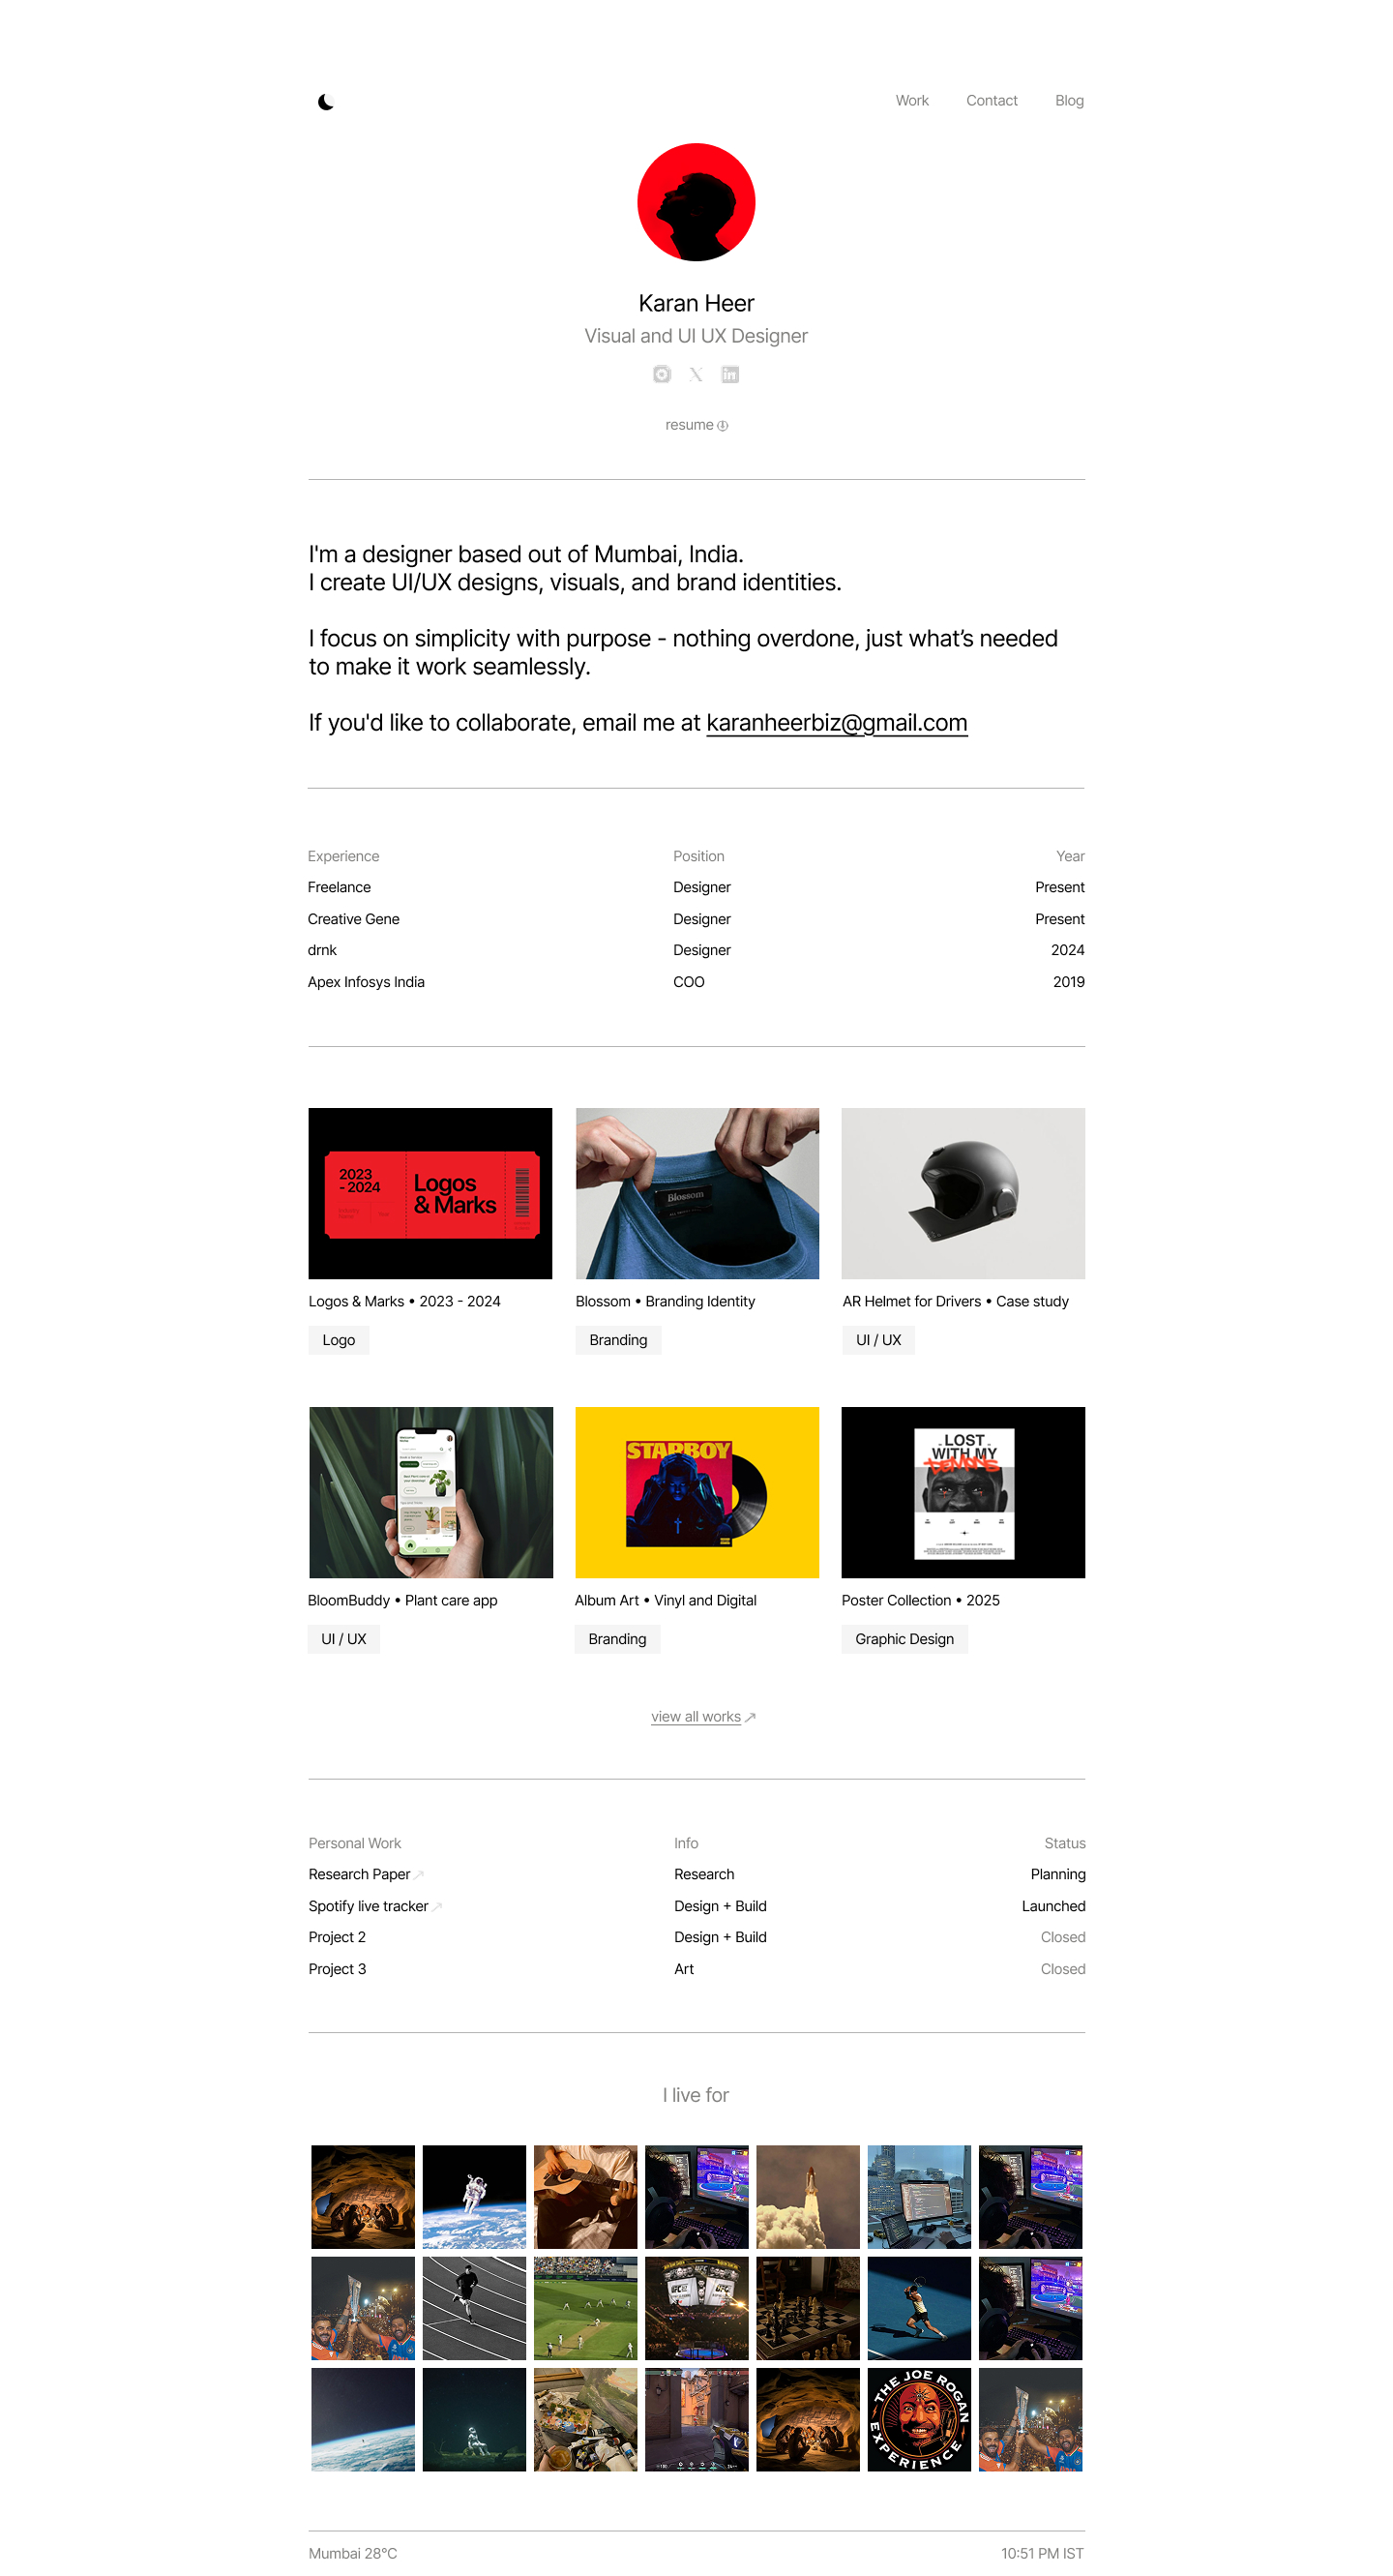 Work Contact Blog
Karan Heer
Visual and UI UX Designer
resume
I'm a designer based out of Mumbai, India.
I create UI/UX designs, visuals, and brand identities.
I focus on simplicity with purpose - nothing overdone, just what’s needed
to make it work seamlessly.
If you'd like to collaborate, email me at karanheerbiz@gmail.com
Experience Position Year
Freelance Designer Present
Creative Gene Designer Present
drnk Designer 2024
Apex Infosys India COO 2019
2023
- 2024
Logos
& Marks
Blossom
Logos & Marks • 2023 - 2024
Logo
Blossom • Branding Identity
Branding
AR Helmet for Drivers • Case study
UI / UX
STARBOY
LOST
WITH MY
DEMONS
BloomBuddy • Plant care app
UI / UX
Album Art • Vinyl and Digital
Branding
Poster Collection • 2025
Graphic Design
view all works
Personal Work Info Status
Research Paper Research Planning
Spotify live tracker Design + Build Launched
Project 2 Design + Build Closed
Project 3 Art Closed
I live for
THE JOE ROGAN
EXPERIENCE
Mumbai 28°C 10:51 PM IST